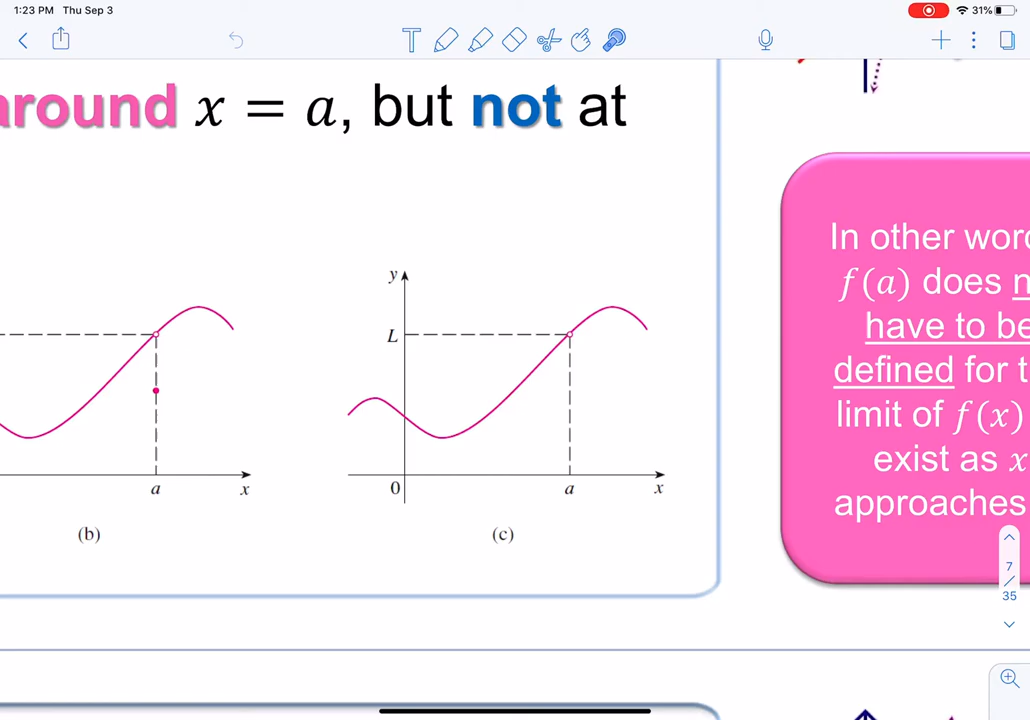 1:23 PM Thu Sep 3
31%
around x = a, but not at
In other
f(a) does
have to be
defined for
limit of f(x)
exist as x
approaches
y
L
0
a
x
(c)
a
x
(b)
7
/
35